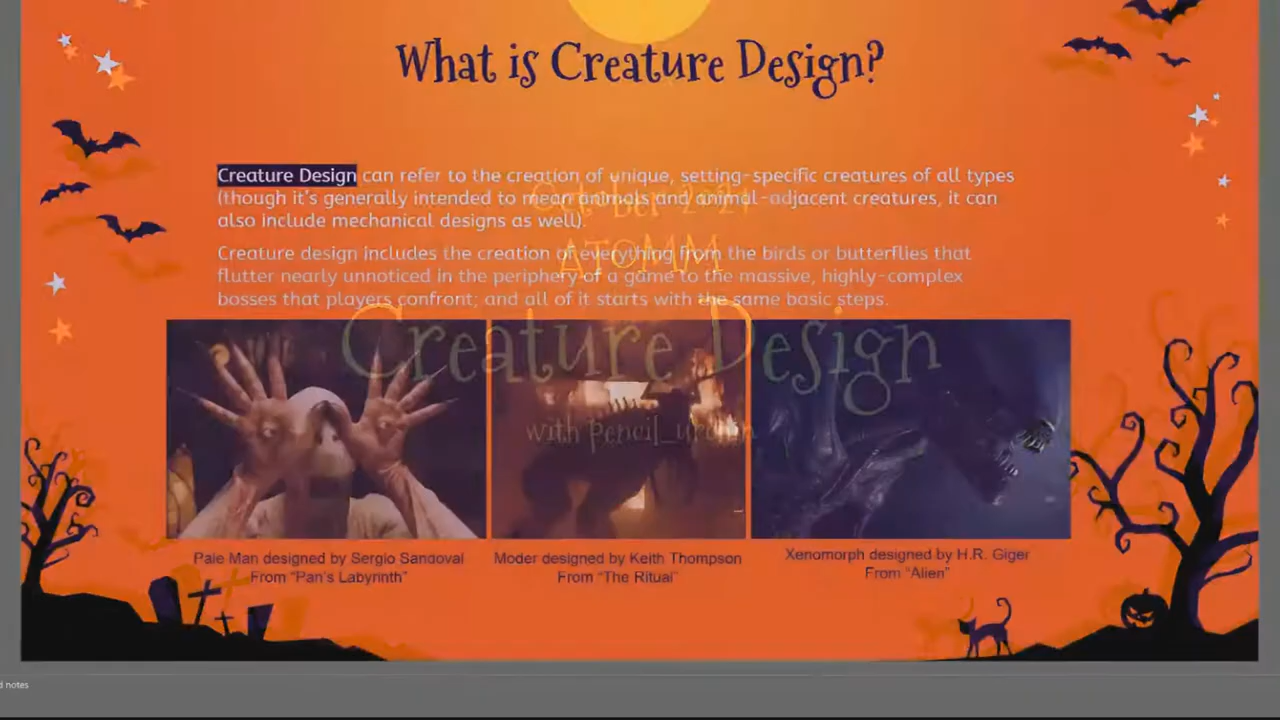 What is Creature Design?
Creature Design can refer to the creation of unique, setting-specific creatures of all types
(though it's generally intended to mean animals and animal-adjacent creatures, it can
also include mechanical designs as well).
October 2021
Creature design includes the creation of everything from the birds or butterflies that
ATOMM
flutter nearly unnoticed in the periphery of a game to the massive, highly-complex
bosses that players confront; and all of it starts with the same basic steps.
Creature Design
with pencil_urchin
Pale Man designed by Sergio Sandoval
From "Pan's Labyrinth"
Moder designed by Keith Thompson
From "The Ritual"
Xenomorph designed by H.R. Giger
From "Alien"
d notes